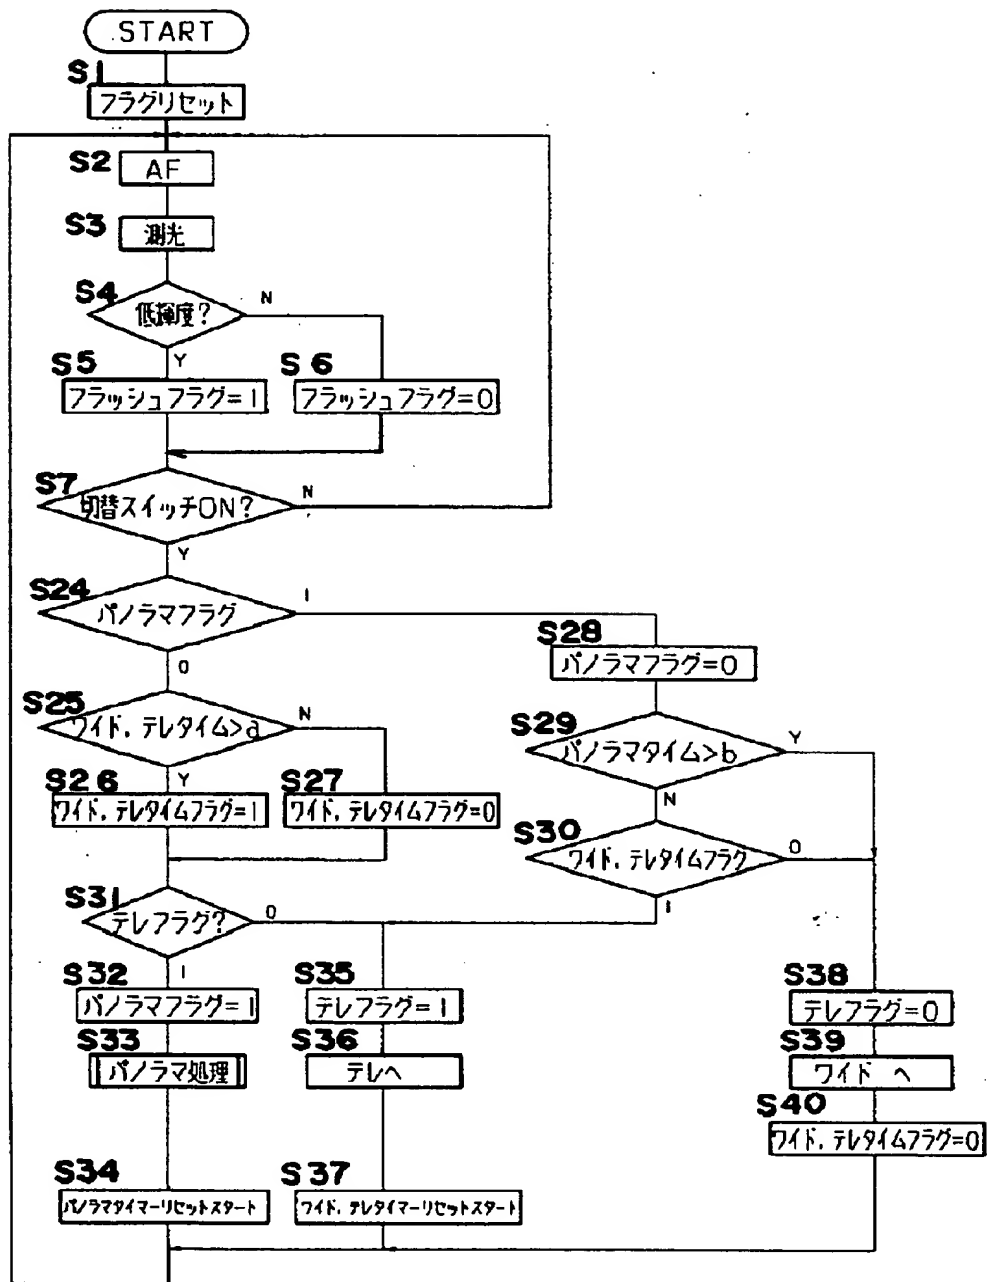 START
S1
フラグリセット
S2
AF
S3
測光
S4
低輝度?
N
Y
S5
フラッシュフラグ=1
S6
フラッシュフラグ=0
S7
切替スイッチON?
N
Y
S24
パノラマフラグ
1
0
S25
ワイド.テレタイム>a
N
Y
S26
ワイド.テレタイムフラグ=1
S27
ワイド.テレタイムフラグ=0
S28
パノラマフラグ=0
S29
パノラマタイム>b
Y
N
S30
ワイド.テレタイムフラグ
0
1
S31
テレフラグ?
0
1
S32
パノラマフラグ=1
S33
パノラマ処理
S34
パノラマタイマーリセットスタート
S35
テレフラグ=1
S36
テレへ
S37
ワイド.テレタイマーリセットスタート
S38
テレフラグ=0
S39
ワイド へ
S40
ワイド.テレタイムフラグ=0